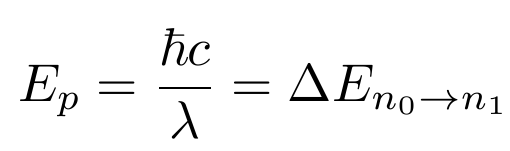 E_p = \frac{\hbar c}{\lambda} = \Delta E_{n_0 \to n_1}